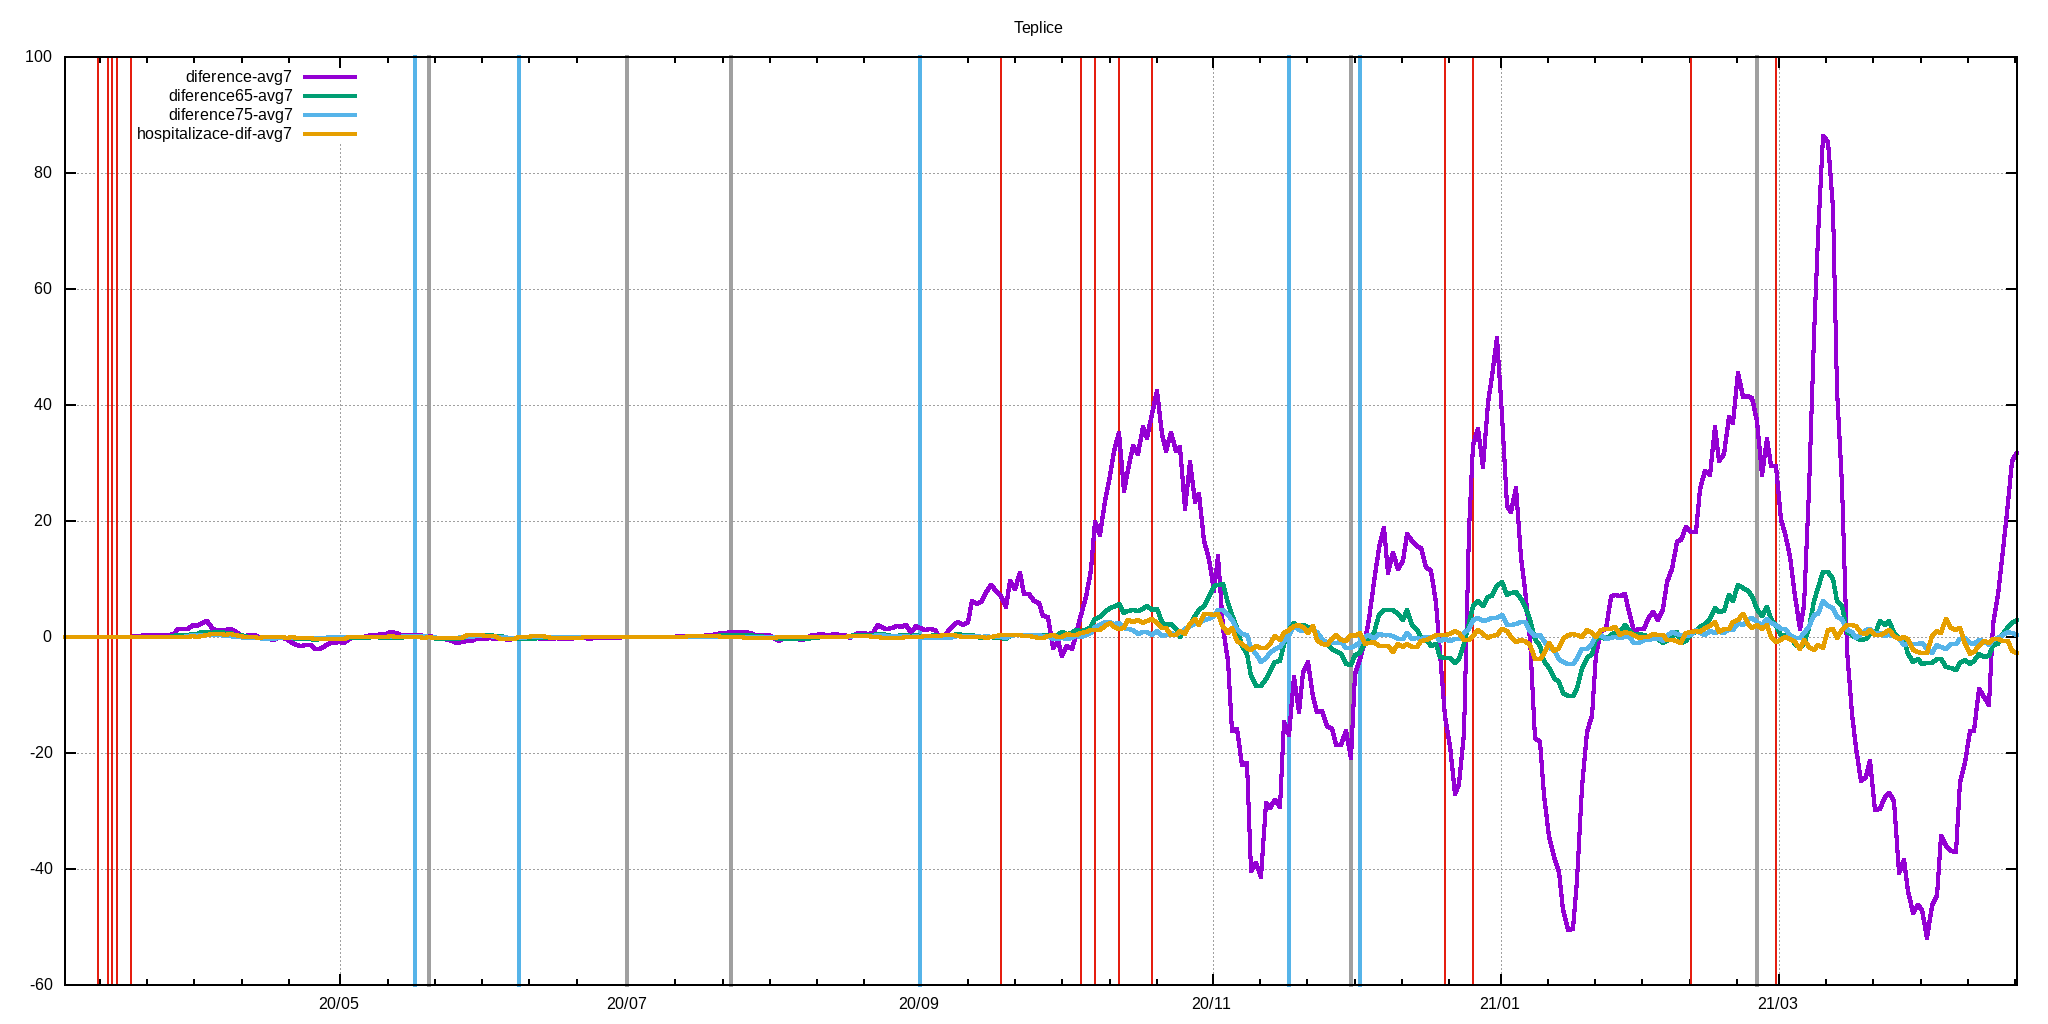 Teplice
diference-avg7
diference65-avg7
diference75-avg7
hospitalizace-dif-avg7
100
80
60
40
20
0
-20
-40
-60
20/05 20/07 20/09 20/11 21/01 21/03